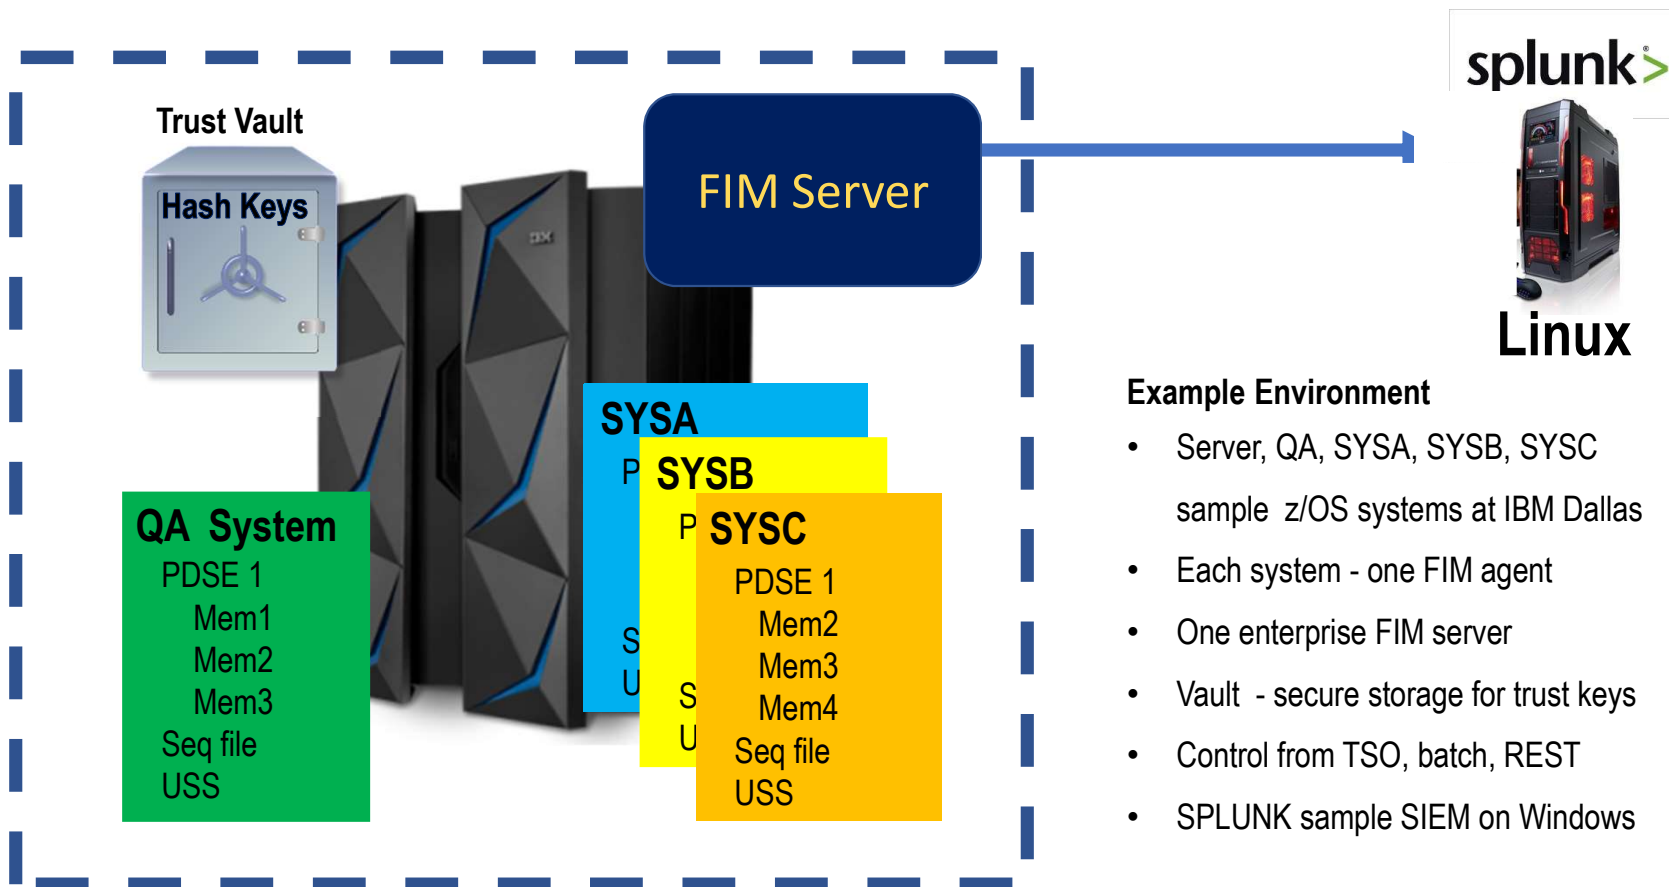 splunk>
Trust Vault
Hash Keys
FIM Server
IBM
Linux
SYSA
P
S
U
SYSB
P
S
U
SYSC
PDSE 1
Mem2
Mem3
Mem4
Seq file
USS
QA  System
PDSE 1
Mem1
Mem2
Mem3
Seq file
USS
Example Environment
• Server, QA, SYSA, SYSB, SYSC
sample  z/OS systems at IBM Dallas
• Each system - one FIM agent
• One enterprise FIM server
• Vault  - secure storage for trust keys
• Control from TSO, batch, REST
• SPLUNK sample SIEM on Windows